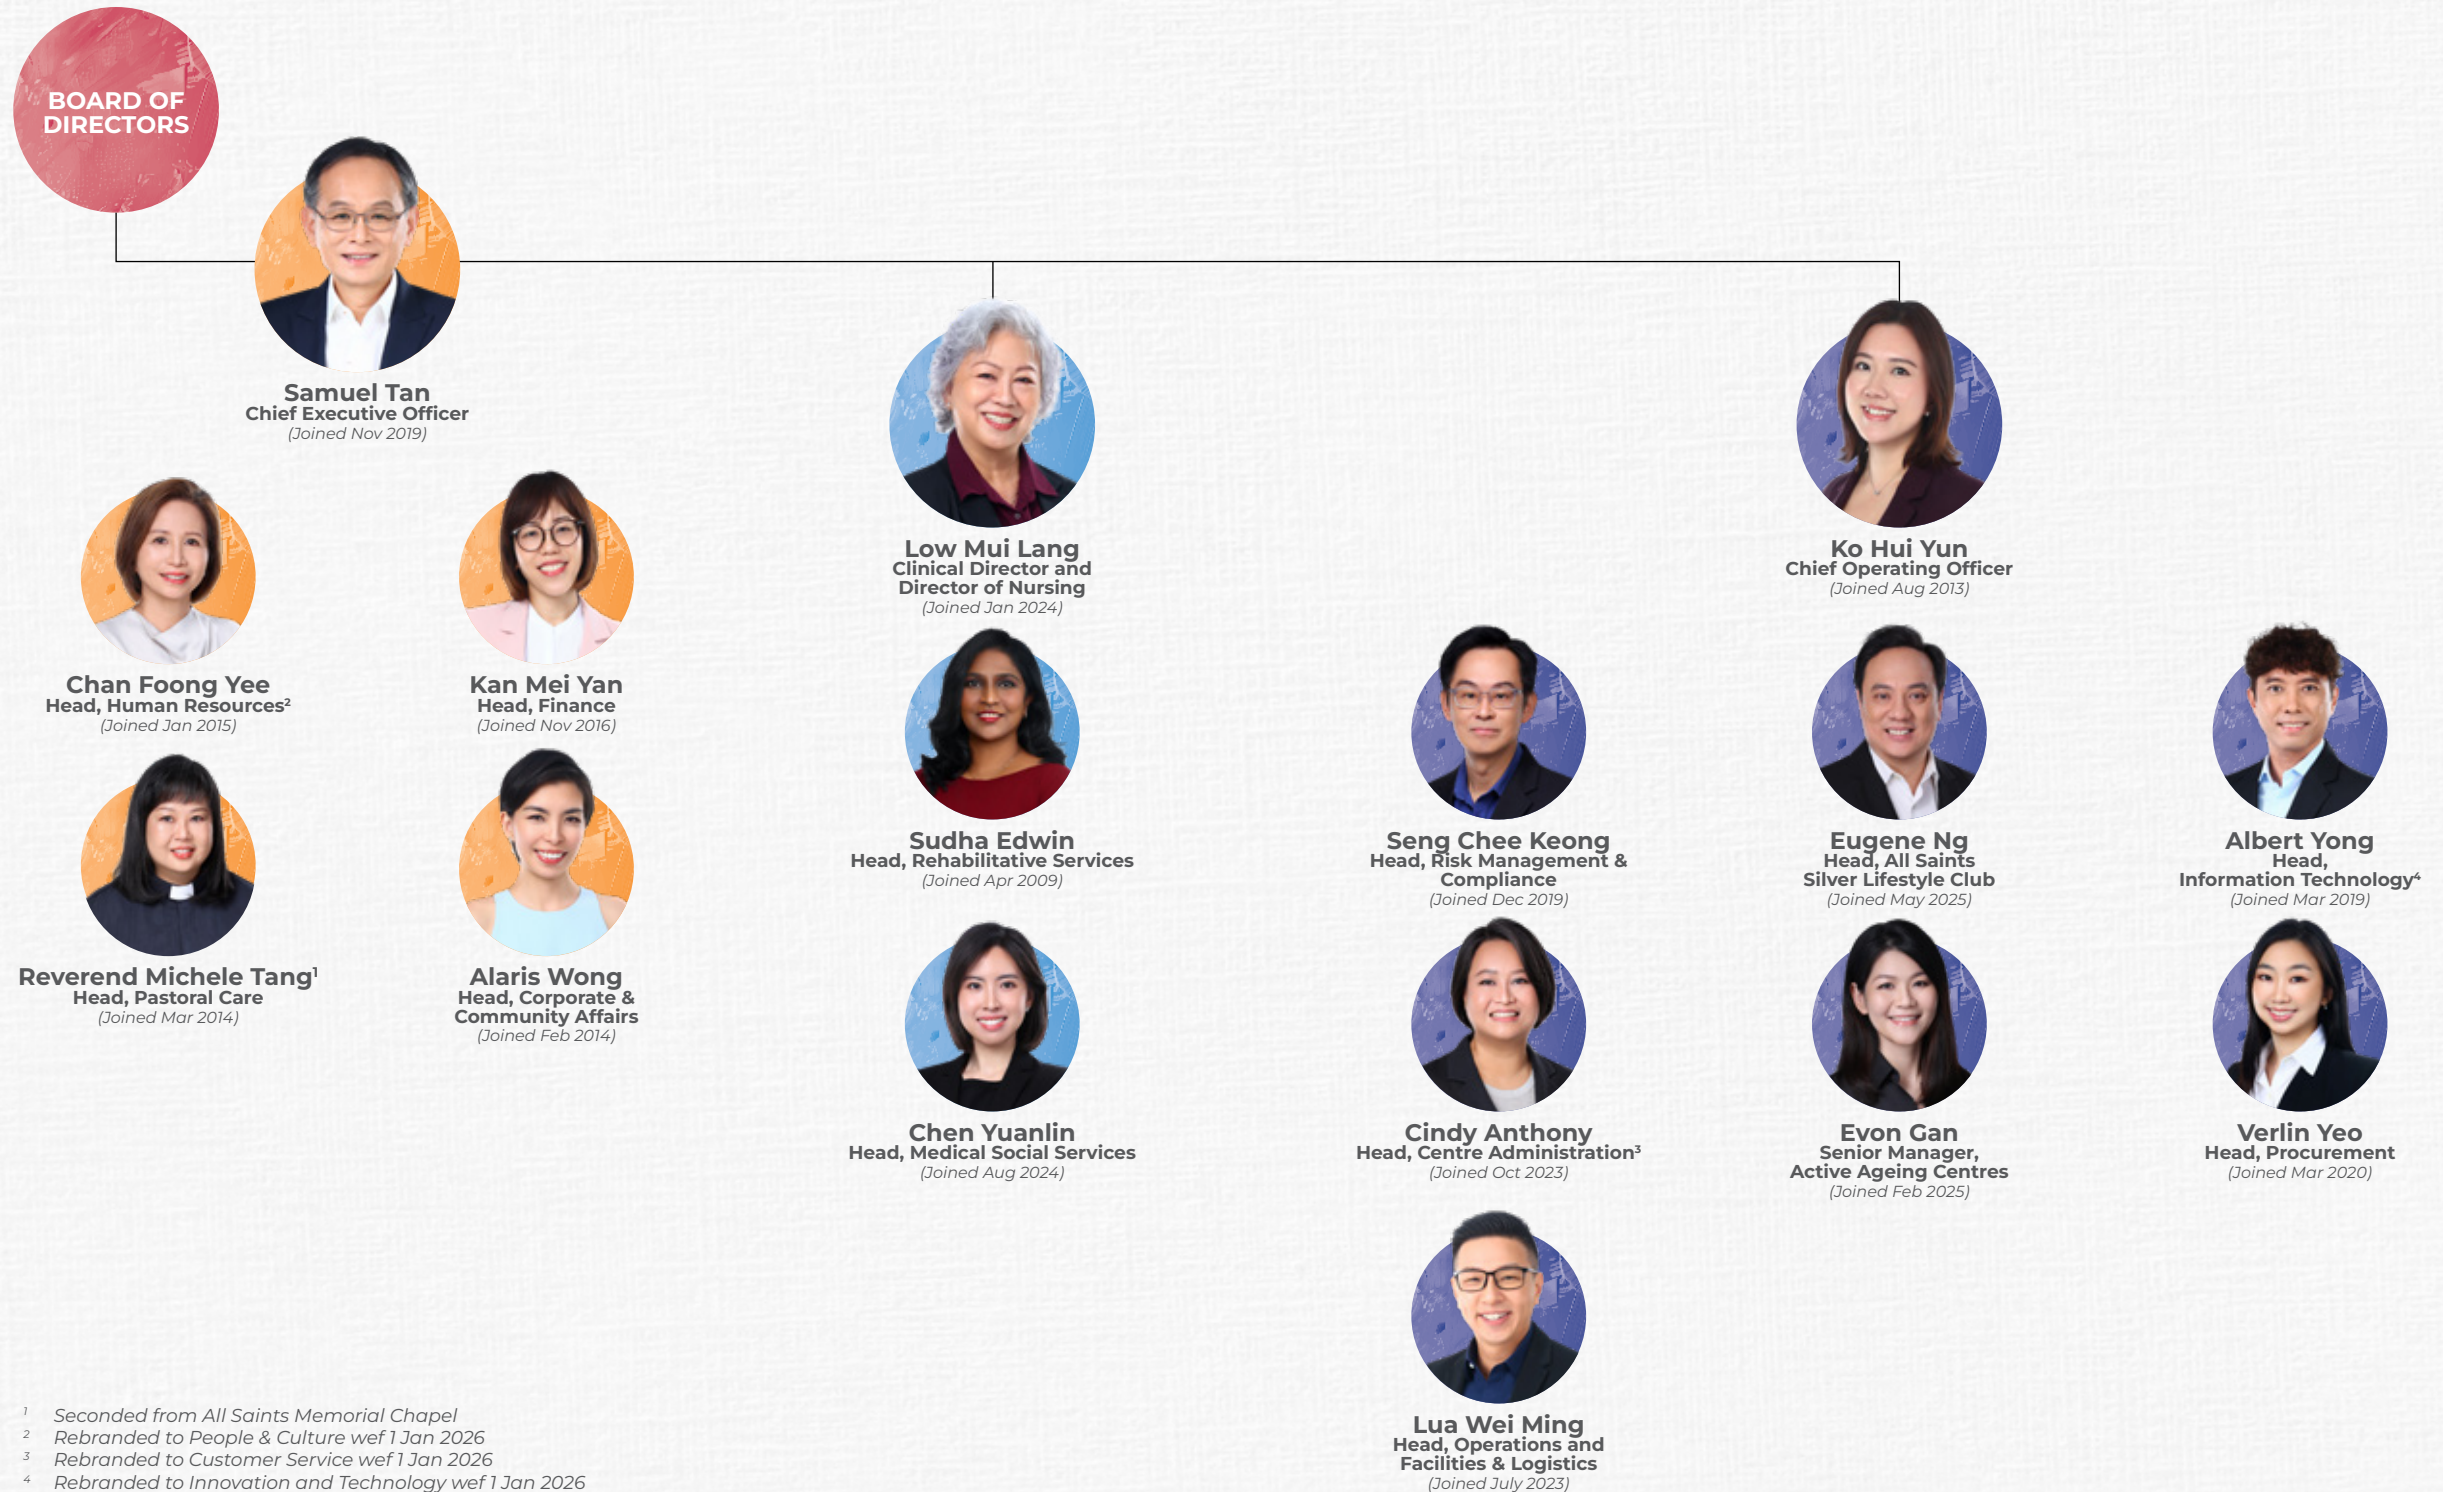 BOARD OF
DIRECTORS
Samuel Tan
Chief Executive Officer
(Joined Nov 2019)
Chan Foong Yee
Head, Human Resources²
(Joined Jan 2015)
Kan Mei Yan
Head, Finance
(Joined Nov 2016)
Reverend Michele Tang¹
Head, Pastoral Care
(Joined Mar 2014)
Alaris Wong
Head, Corporate &
Community Affairs
(Joined Feb 2014)
Low Mui Lang
Clinical Director and
Director of Nursing
(Joined Jan 2024)
Sudha Edwin
Head, Rehabilitative Services
(Joined Apr 2009)
Chen Yuanlin
Head, Medical Social Services
(Joined Aug 2024)
Ko Hui Yun
Chief Operating Officer
(Joined Aug 2013)
Seng Chee Keong
Head, Risk Management &
Compliance
(Joined Dec 2019)
Eugene Ng
Head, All Saints
Silver Lifestyle Club
(Joined May 2025)
Albert Yong
Head,
Information Technology⁴
(Joined Mar 2019)
Cindy Anthony
Head, Centre Administration³
(Joined Oct 2023)
Evon Gan
Senior Manager,
Active Ageing Centres
(Joined Feb 2025)
Verlin Yeo
Head, Procurement
(Joined Mar 2020)
Lua Wei Ming
Head, Operations and
Facilities & Logistics
(Joined July 2023)
¹ Seconded from All Saints Memorial Chapel
² Rebranded to People & Culture wef 1 Jan 2026
³ Rebranded to Customer Service wef 1 Jan 2026
⁴ Rebranded to Innovation and Technology wef 1 Jan 2026